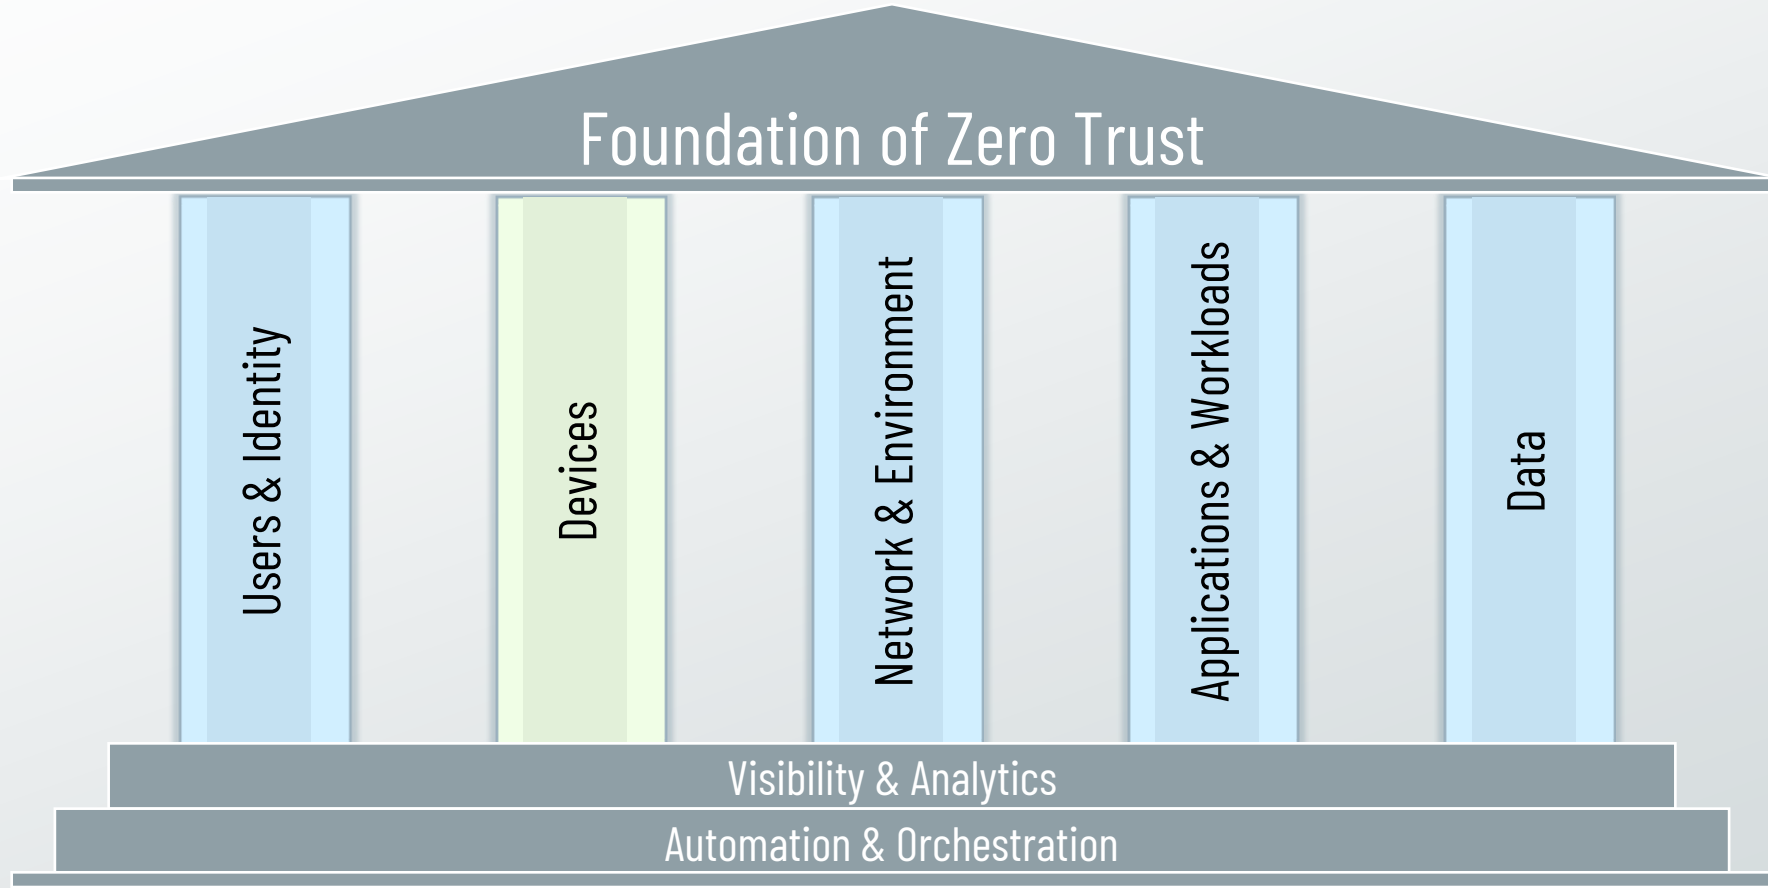 Foundation of Zero Trust
Users & Identity
Devices
Network & Environment
Applications & Workloads
Data
Visibility & Analytics
Automation & Orchestration